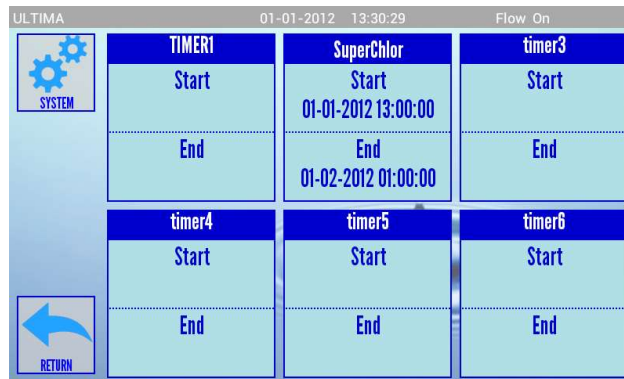 ULTIMA 01-01-2012 13:30:29 Flow On
SYSTEM
TIMER1
Start
End
SuperChlor
Start
01-01-2012 13:00:00
End
01-02-2012 01:00:00
timer3
Start
End
timer4
Start
End
timer5
Start
End
timer6
Start
End
RETURN